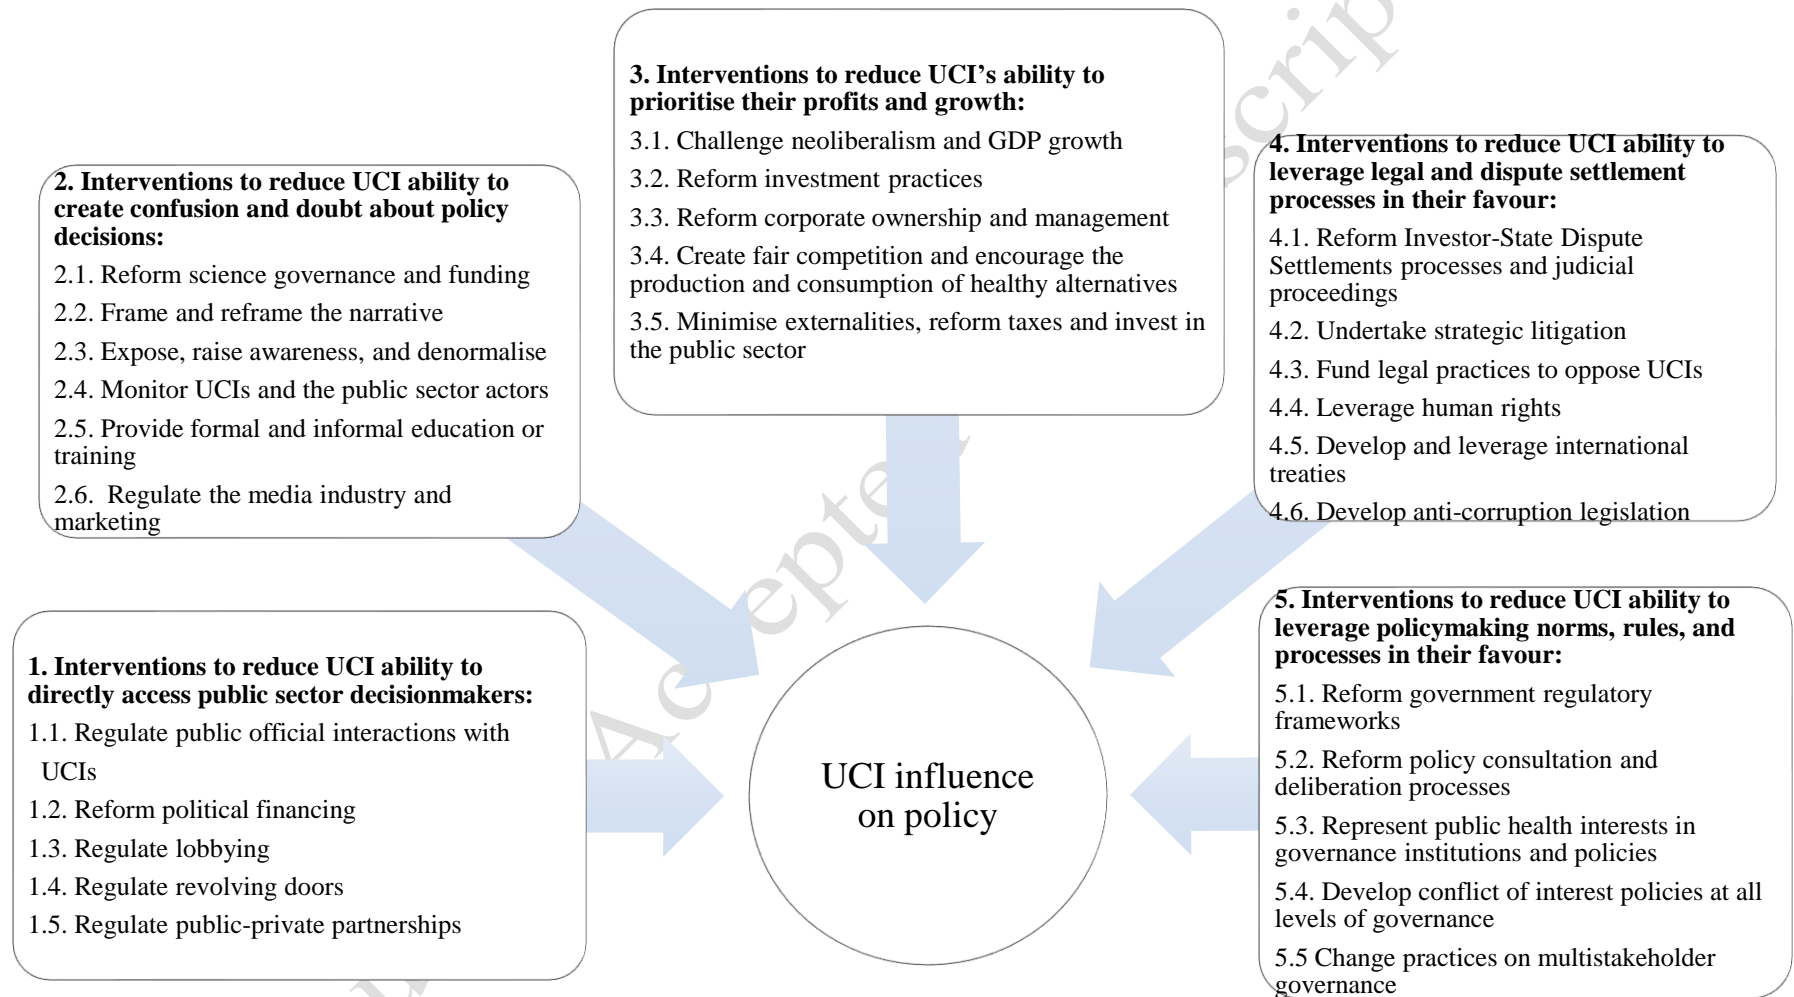 1. Interventions to reduce UCI ability to
directly access public sector decisionmakers:
1.1. Regulate public official interactions with
UCIs
1.2. Reform political financing
1.3. Regulate lobbying
1.4. Regulate revolving doors
1.5. Regulate public-private partnerships
2. Interventions to reduce UCI ability to
create confusion and doubt about policy
decisions:
2.1. Reform science governance and funding
2.2. Frame and reframe the narrative
2.3. Expose, raise awareness, and denormalise
2.4. Monitor UCIs and the public sector actors
2.5. Provide formal and informal education or
training
2.6. Regulate the media industry and
marketing
3. Interventions to reduce UCI’s ability to
prioritise their profits and growth:
3.1. Challenge neoliberalism and GDP growth
3.2. Reform investment practices
3.3. Reform corporate ownership and management
3.4. Create fair competition and encourage the
production and consumption of healthy alternatives
3.5. Minimise externalities, reform taxes and invest in
the public sector
4. Interventions to reduce UCI ability to
leverage legal and dispute settlement
processes in their favour:
4.1. Reform Investor-State Dispute
Settlements processes and judicial
proceedings
4.2. Undertake strategic litigation
4.3. Fund legal practices to oppose UCIs
4.4. Leverage human rights
4.5. Develop and leverage international
treaties
4.6. Develop anti-corruption legislation
5. Interventions to reduce UCI ability to
leverage policymaking norms, rules, and
processes in their favour:
5.1. Reform government regulatory
frameworks
5.2. Reform policy consultation and
deliberation processes
5.3. Represent public health interests in
governance institutions and policies
5.4. Develop conflict of interest policies at all
levels of governance
5.5 Change practices on multistakeholder
governance
UCI influence
on policy